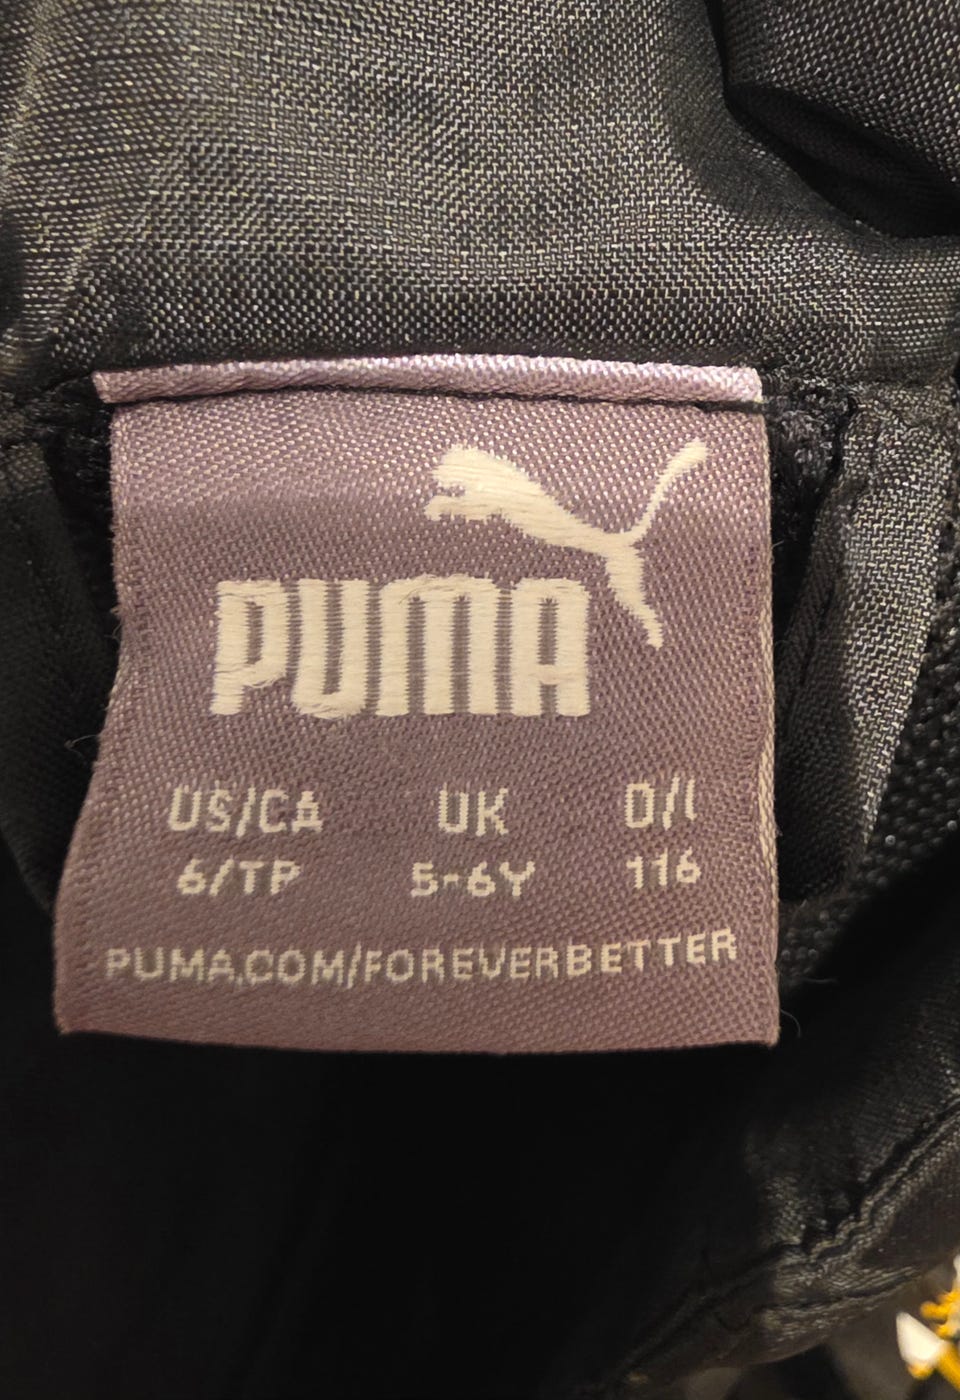 PUMA
US/CA UK D/I
6/TP 5-6Y 116
PUMA.COM/FOREVERBETTER